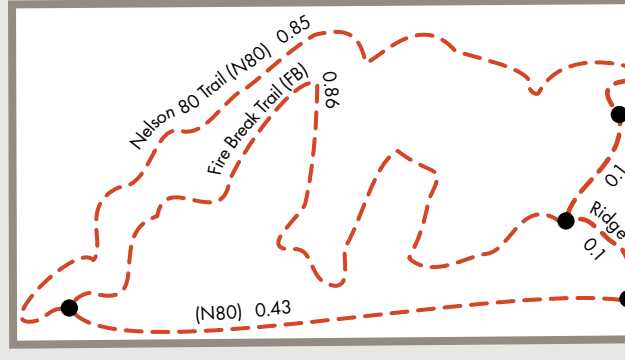 Nelson 80 Trail (N80) 0.85
Fire Break Trail (FB)
0.86
0.1
Ridge
0.1
(N80) 0.43